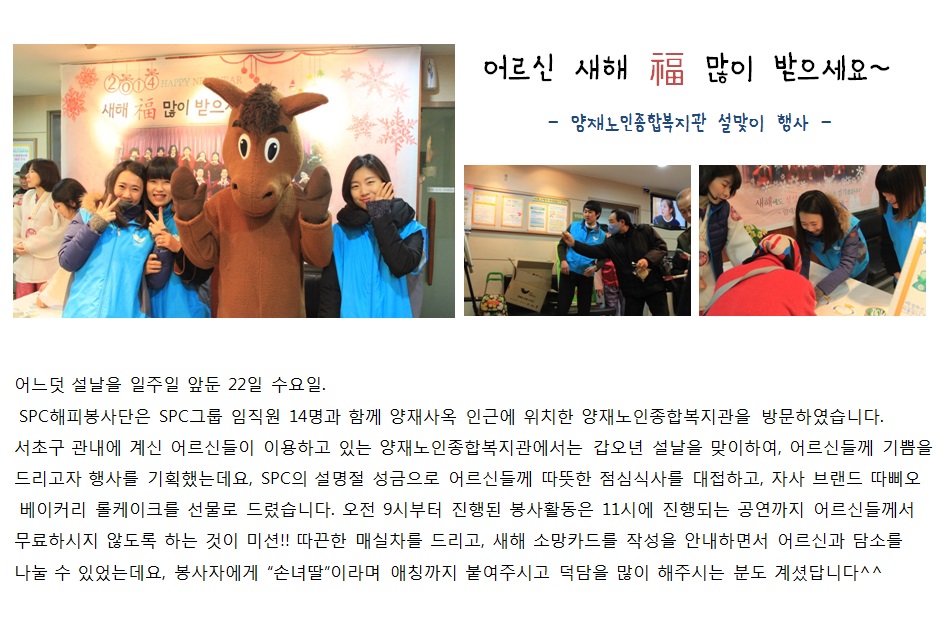 2014 HAPPY NEW YEAR
새해 福 많이 받으세
어르신 새해 福 많이 받으세요~
- 양재노인종합복지관 설맞이 행사 -
새해
어느덧 설날을 일주일 앞둔 22일 수요일.
SPC해피봉사단은 SPC그룹 임직원 14명과 함께 양재사옥 인근에 위치한 양재노인종합복지관을 방문하였습니다.
서초구 관내에 계신 어르신들이 이용하고 있는 양재노인종합복지관에서는 갑오년 설날을 맞이하여, 어르신들께 기쁨을
드리고자 행사를 기획했는데요, SPC의 설명절 성금으로 어르신들께 따뜻한 점심식사를 대접하고, 자사 브랜드 따삐오
베이커리 롤케이크를 선물로 드렸습니다. 오전 9시부터 진행된 봉사활동은 11시에 진행되는 공연까지 어르신들께서
무료하시지 않도록 하는 것이 미션!! 따끈한 매실차를 드리고, 새해 소망카드를 작성을 안내하면서 어르신과 담소를
나눌 수 있었는데요, 봉사자에게 “손녀딸”이라며 애칭까지 붙여주시고 덕담을 많이 해주시는 분도 계셨답니다^^